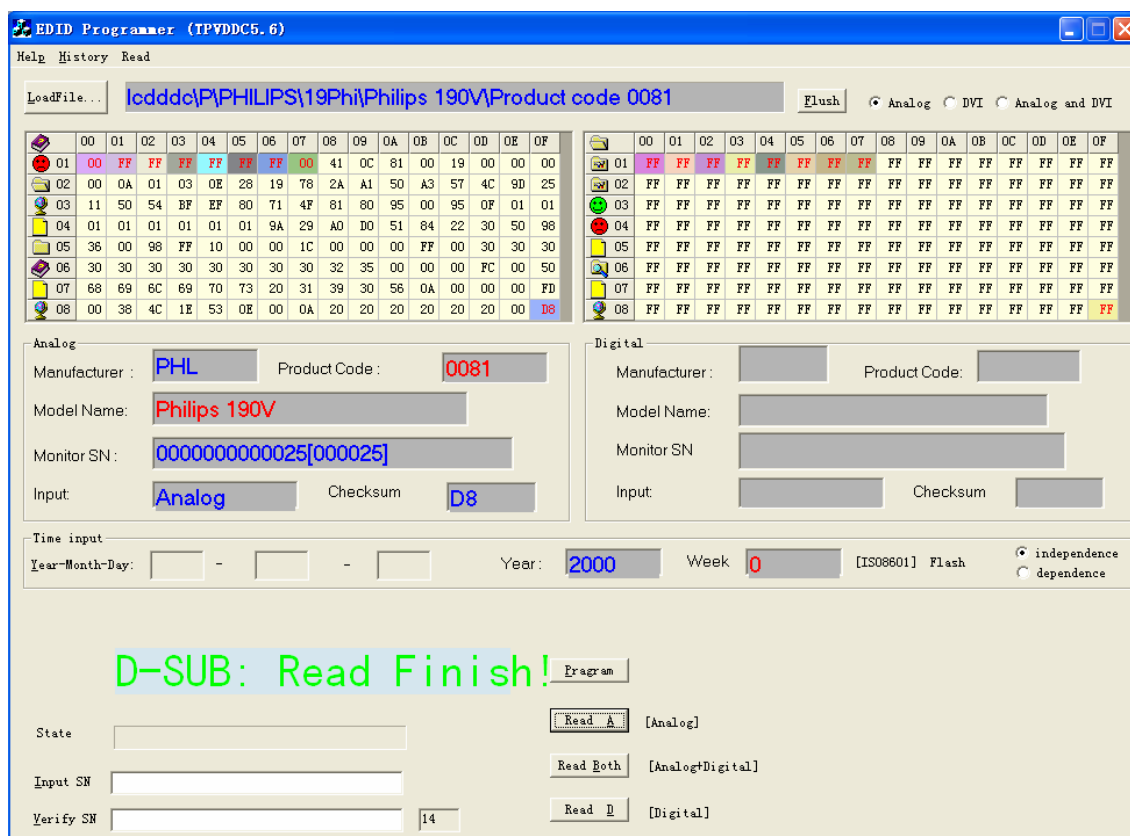 EDID Programmer (TPVDDC5.6)
Help History Read
LoadFile... lcdddc\P\PHILIPS\19Phi\Philips 190V\Product code 0081 Flush Analog DVI Analog and DVI
00 01 02 03 04 05 06 07 08 09 0A 0B 0C 0D 0E 0F
01 00 FF FF FF FF FF FF 00 41 0C 81 00 19 00 00 00
02 00 0A 01 03 0E 28 19 78 2A A1 50 A3 57 4C 9D 25
03 11 50 54 BF EF 80 71 4F 81 80 95 00 95 0F 01 01
04 01 01 01 01 01 01 9A 29 A0 D0 51 84 22 30 50 98
05 36 00 98 FF 10 00 00 1C 00 00 00 FF 00 30 30 30
06 30 30 30 30 30 30 30 32 35 00 00 00 FC 00 50
07 68 69 6C 69 70 73 20 31 39 30 56 0A 00 00 00 FD
08 00 38 4C 1E 53 0E 00 0A 20 20 20 20 20 20 00 D8
00 01 02 03 04 05 06 07 08 09 0A 0B 0C 0D 0E 0F
01 FF FF FF FF FF FF FF FF FF FF FF FF FF FF FF FF
02 FF FF FF FF FF FF FF FF FF FF FF FF FF FF FF FF
03 FF FF FF FF FF FF FF FF FF FF FF FF FF FF FF FF
04 FF FF FF FF FF FF FF FF FF FF FF FF FF FF FF FF
05 FF FF FF FF FF FF FF FF FF FF FF FF FF FF FF FF
06 FF FF FF FF FF FF FF FF FF FF FF FF FF FF FF FF
07 FF FF FF FF FF FF FF FF FF FF FF FF FF FF FF FF
08 FF FF FF FF FF FF FF FF FF FF FF FF FF FF FF FF
Analog
Manufacturer : PHL Product Code : 0081
Model Name: Philips 190V
Monitor SN : 0000000000025[000025]
Input: Analog Checksum D8
Digital
Manufacturer : Product Code:
Model Name:
Monitor SN
Input: Checksum
Time input
Year-Month-Day: - - Year: 2000 Week 0 [ISO8601] Flash independence
dependence
D-SUB: Read Finish! Pragram
State Read A [Analog]
Input SN Read Both [Analog+Digital]
Verify SN 14 Read D [Digital]